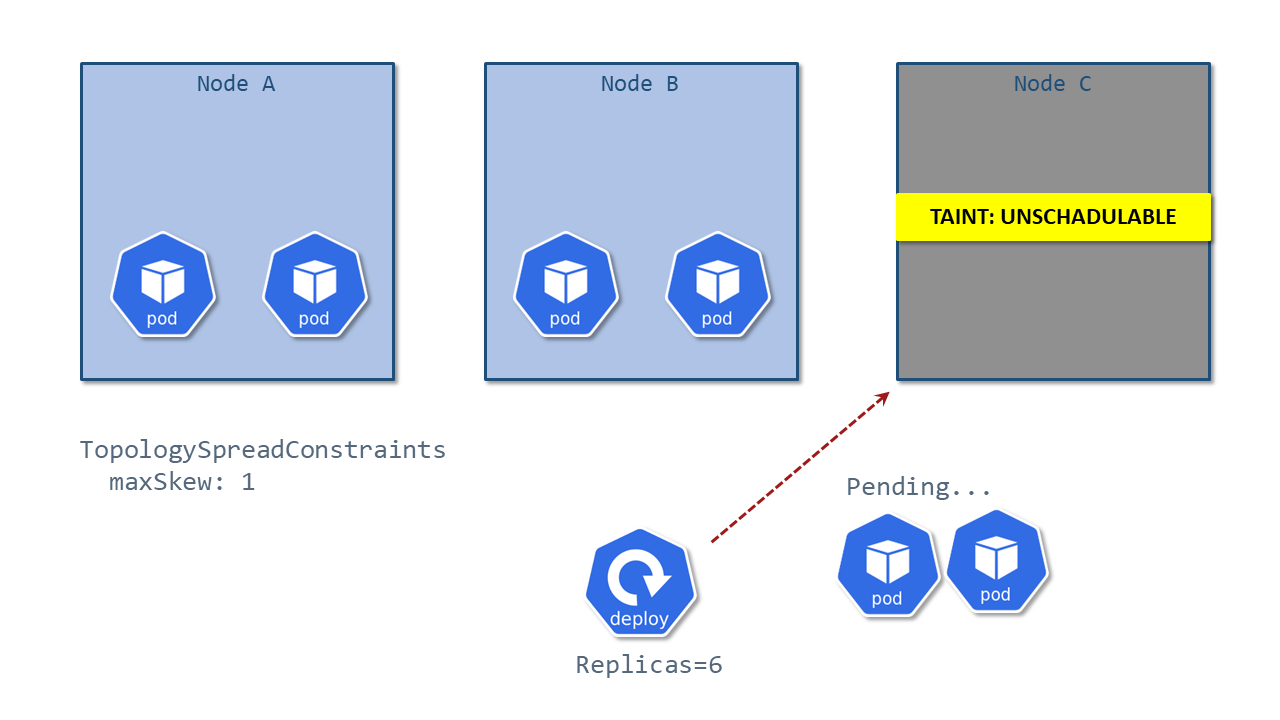 Node A
Node B
Node C
TAINT: UNSCHADULABLE
pod
pod
pod
pod
TopologySpreadConstraints
maxSkew: 1
Pending...
pod
pod
deploy
Replicas=6